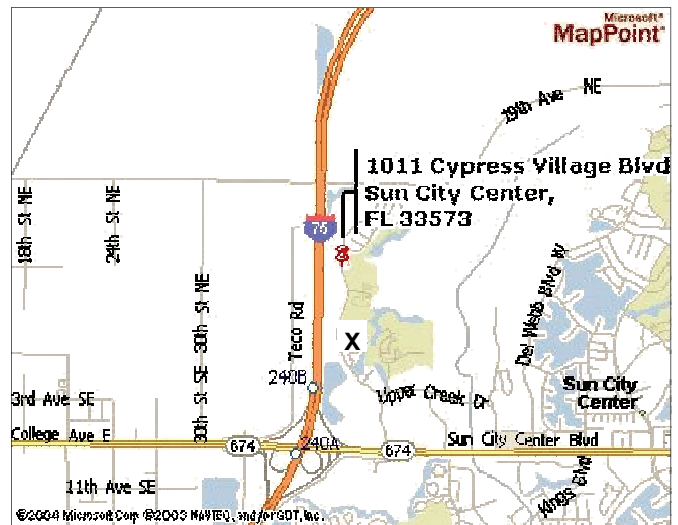 Microsoft®
MapPoint®
29th Ave NE
1011 Cypress Village Blvd
Sun City Center,
FL 33573
18th St NE
24th St NE
75
30th St NE
30th St SE
Teco Rd
Del Webb Blvd W
X
240B
Upper Creek Dr
Sun City
Center
3rd Ave SE
College Ave E
674
240A
674
Sun City Center Blvd
11th Ave SE
Kings Blvd
©2004 Microsoft Corp ©2003 NAVTEQ, and/or GDT, Inc.